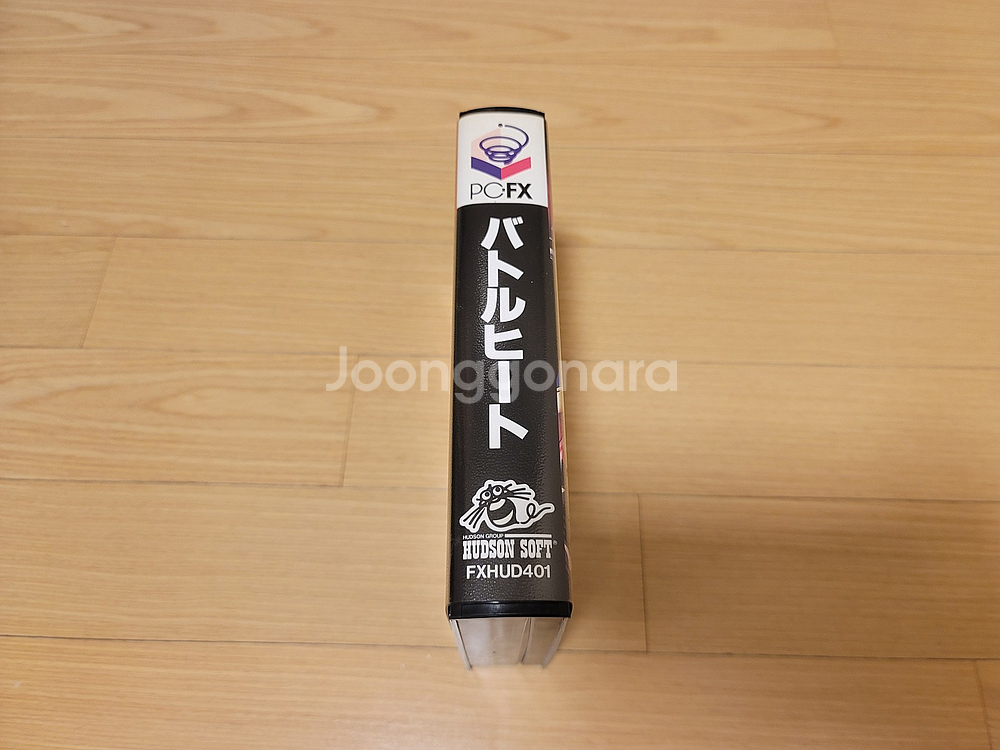 PC-FX
バトルヒート
Joonggonara
HUDSON GROUP
HUDSON SOFT®
FXHUD401